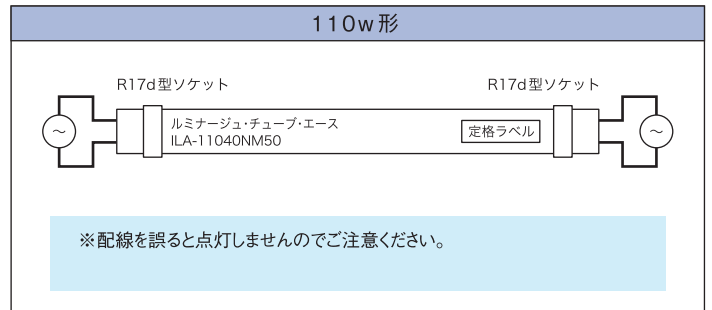 110w形
R17d型ソケット
R17d型ソケット
～
ルミナージュ・チューブ・エース
ILA-11040NM50
定格ラベル
～
※配線を誤ると点灯しませんのでご注意ください。